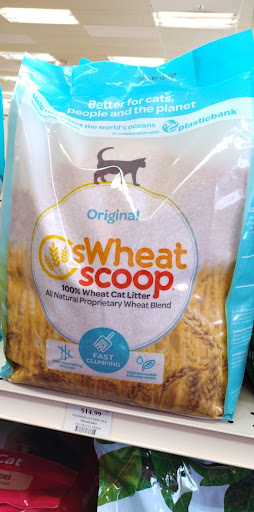 Better for cats,
people and the planet
the world's oceans
plasticbank
Original
sWheat
scoop
100% Wheat Cat Litter
All Natural Proprietary Wheat Blend
FAST
CLUMPING
$14.99
Cat